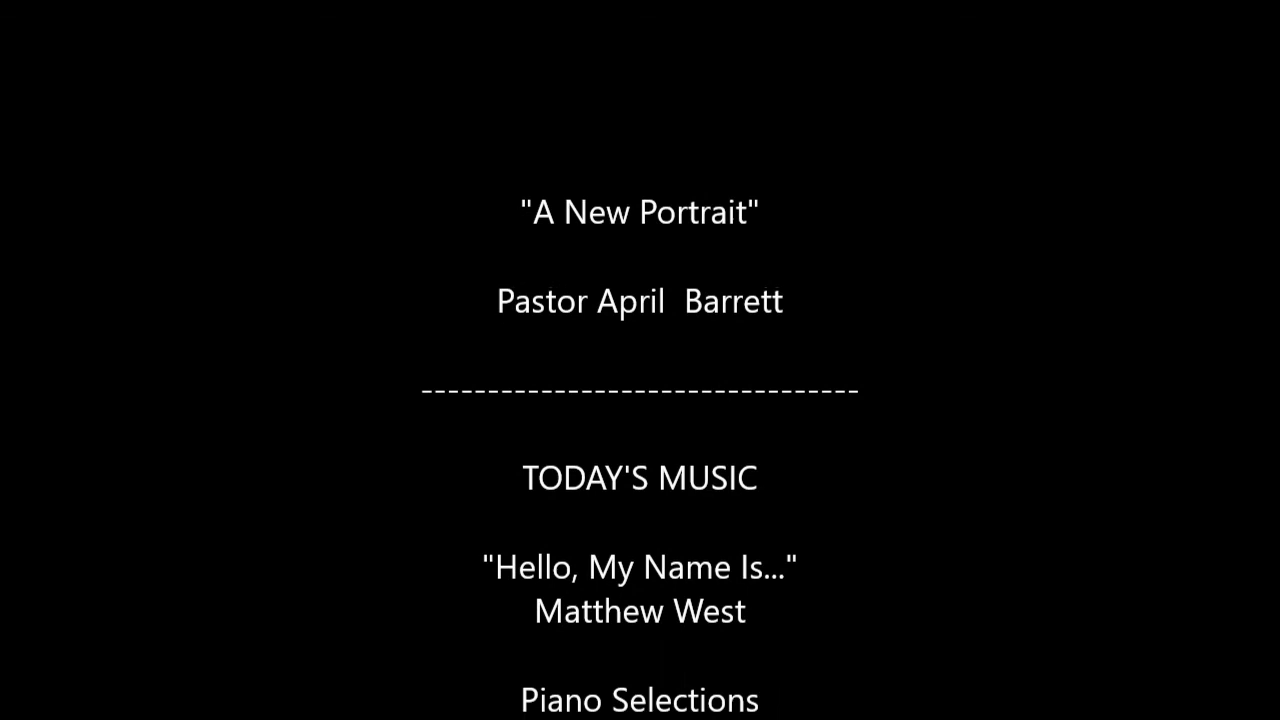 "A New Portrait"
Pastor April  Barrett
---------------------------------
TODAY'S MUSIC
"Hello, My Name Is..."
Matthew West
Piano Selections